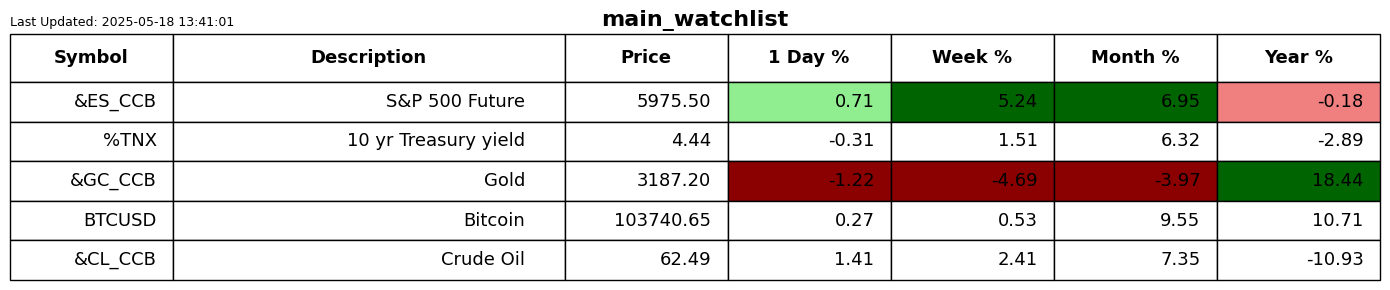 Last Updated: 2025-05-18 13:41:01
main_watchlist
Symbol Description Price 1 Day % Week % Month % Year %
&ES_CCB S&P 500 Future 5975.50 0.71 5.24 6.95 -0.18
%TNX 10 yr Treasury yield 4.44 -0.31 1.51 6.32 -2.89
&GC_CCB Gold 3187.20 -1.22 -4.69 -3.97 18.44
BTCUSD Bitcoin 103740.65 0.27 0.53 9.55 10.71
&CL_CCB Crude Oil 62.49 1.41 2.41 7.35 -10.93